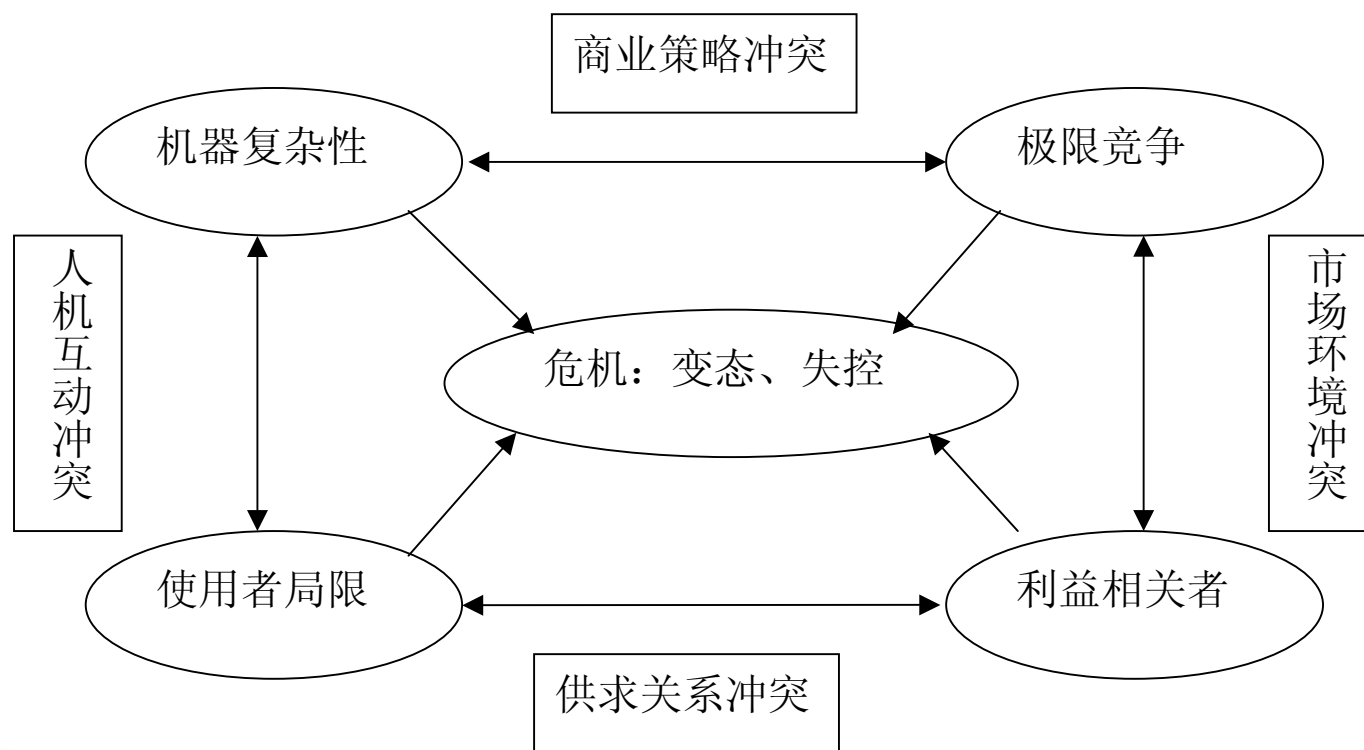 商业策略冲突
机器复杂性
极限竞争
人机互动冲突
市场环境冲突
危机：变态、失控
使用者局限
利益相关者
供求关系冲突